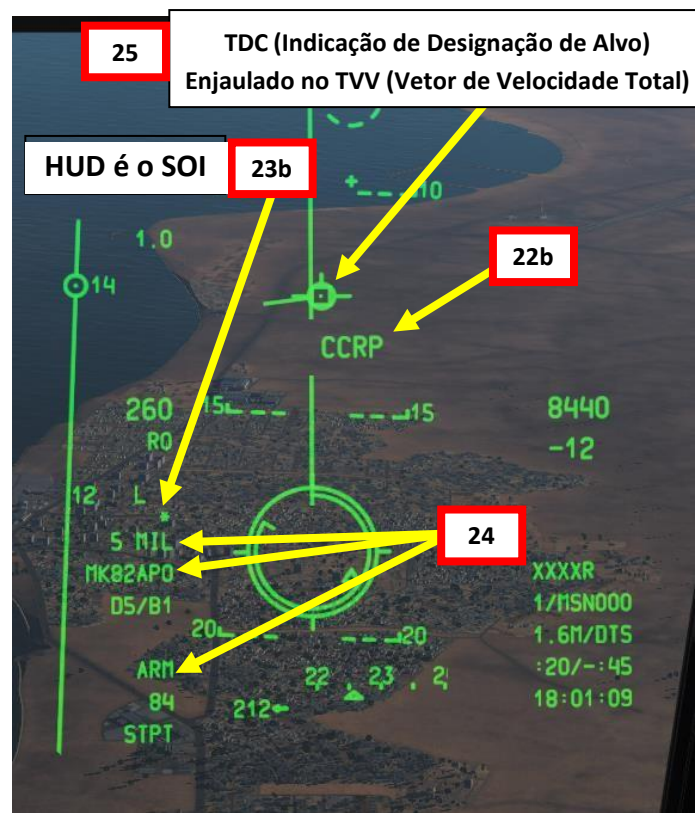 25
TDC (Indicação de Designação de Alvo)
Enjaulado no TVV (Vetor de Velocidade Total)
HUD é o SOI
23b
10
1.0
22b
14
CCRP
260
15
15
8440
R0
-12
12
L
*
5 MIL
24
MK82AP0
XXXXR
D5/B1
1/MSN000
20
20
1.6M/DTS
ARM
22
23
:20/-:45
84
212
18:01:09
STPT